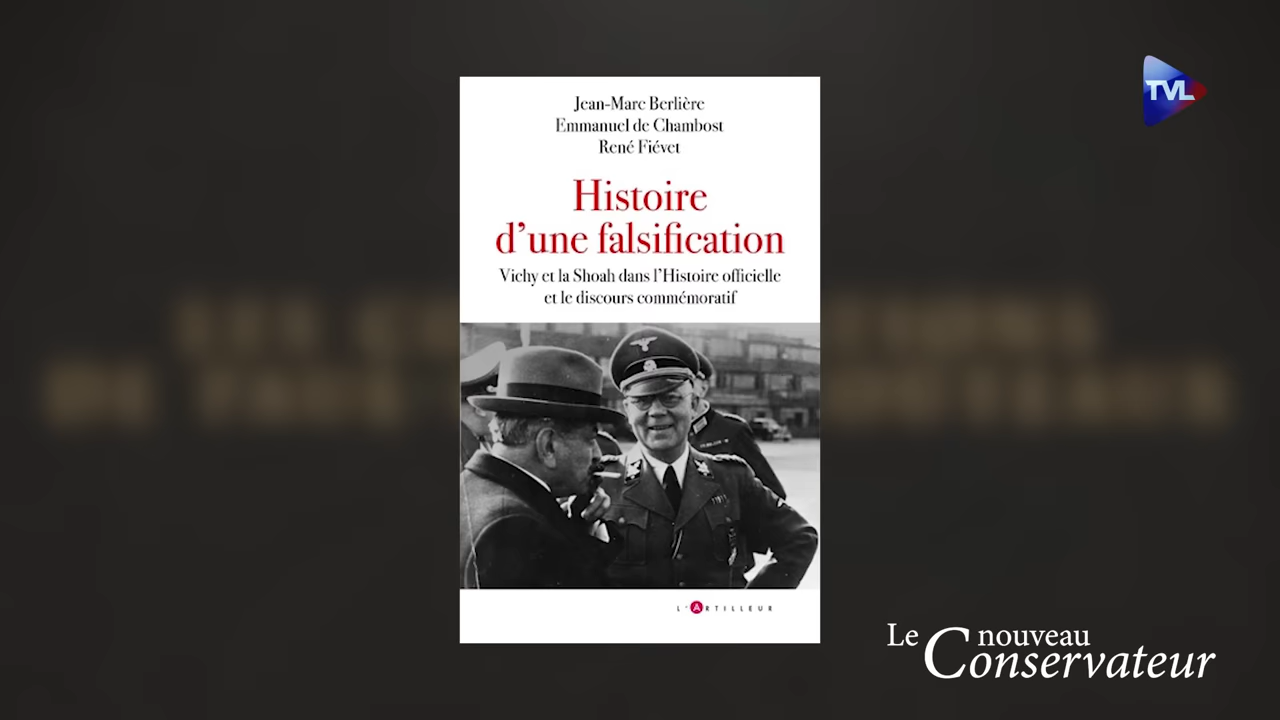 TVL
Jean-Marc Berlière
Emmanuel de Chambost
René Fiévet
Histoire
d'une falsification
Vichy et la Shoah dans l'Histoire officielle
et le discours commémoratif
L'ARTILLEUR
Le nouveau
Conservateur